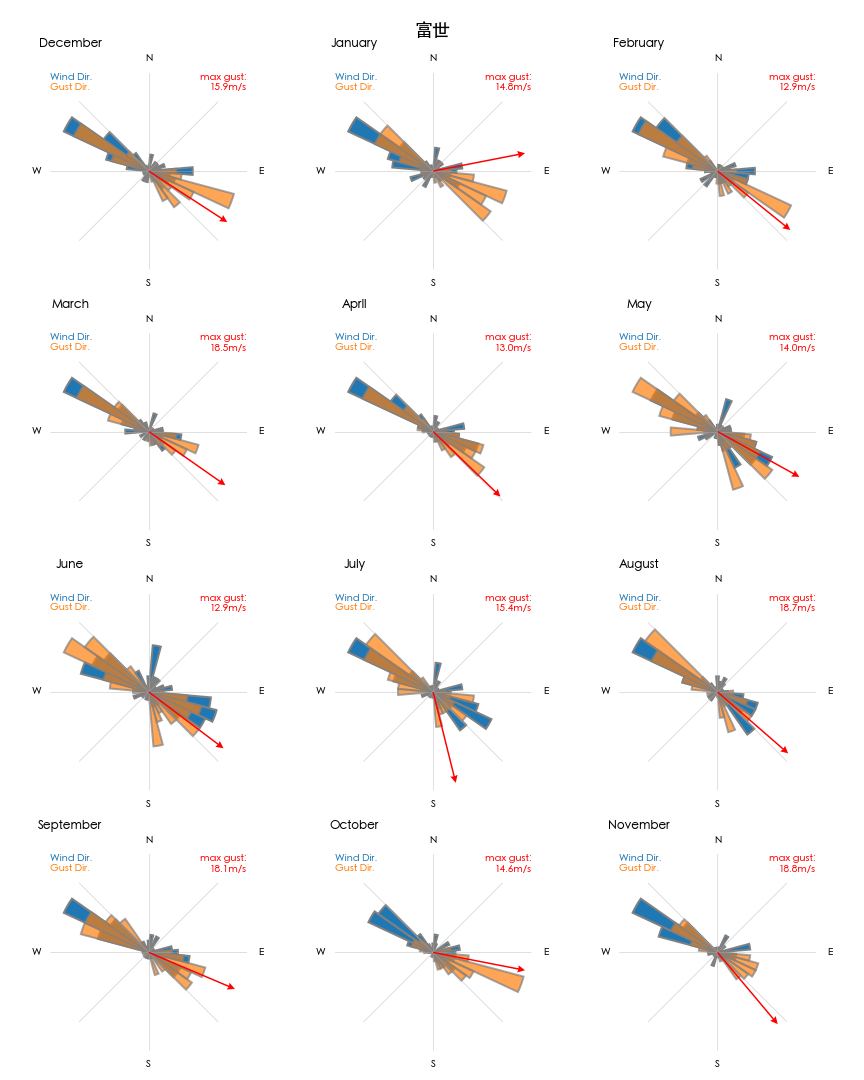 富世
December
N
Wind Dir.
Gust Dir.
max gust:
15.9m/s
W
E
S
January
N
Wind Dir.
Gust Dir.
max gust:
14.8m/s
W
E
S
February
N
Wind Dir.
Gust Dir.
max gust:
12.9m/s
W
E
S
March
N
Wind Dir.
Gust Dir.
max gust:
18.5m/s
W
E
S
April
N
Wind Dir.
Gust Dir.
max gust:
13.0m/s
W
E
S
May
N
Wind Dir.
Gust Dir.
max gust:
14.0m/s
W
E
S
June
N
Wind Dir.
Gust Dir.
max gust:
12.9m/s
W
E
S
July
N
Wind Dir.
Gust Dir.
max gust:
15.4m/s
W
E
S
August
N
Wind Dir.
Gust Dir.
max gust:
18.7m/s
W
E
S
September
N
Wind Dir.
Gust Dir.
max gust:
18.1m/s
W
E
S
October
N
Wind Dir.
Gust Dir.
max gust:
14.6m/s
W
E
S
November
N
Wind Dir.
Gust Dir.
max gust:
18.8m/s
W
E
S